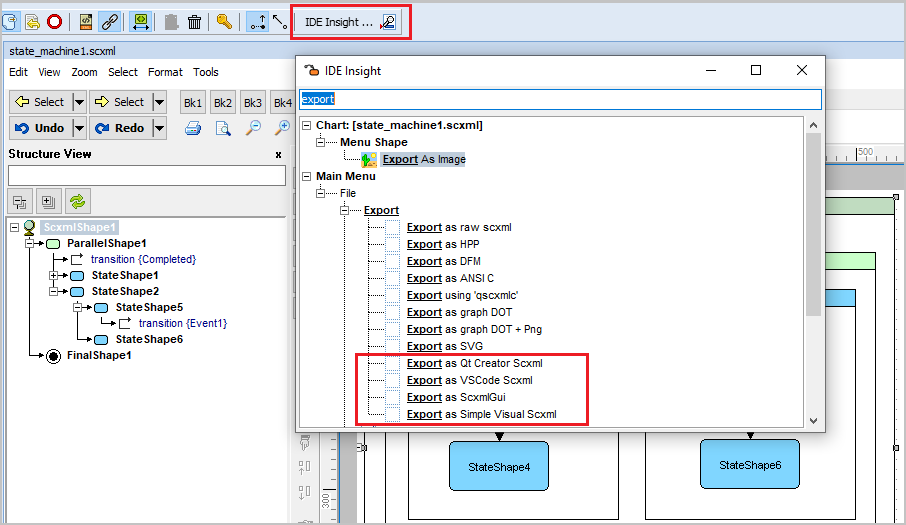 IDE Insight ...
state_machine1.scxml
Edit View Zoom Select Format Tools
Select Select Bk1 Bk2 Bk3 Bk4
Undo Redo
Structure View x
ScxmlShape1
ParallelShape1
transition {Completed}
StateShape1
StateShape2
StateShape5
transition {Event1}
StateShape6
FinalShape1
IDE Insight
export
Chart: [state_machine1.scxml]
Menu Shape
Export As Image
Main Menu
File
Export
Export as raw scxml
Export as HPP
Export as DFM
Export as ANSI C
Export using 'qscxmlc'
Export as graph DOT
Export as graph DOT + Png
Export as SVG
Export as Qt Creator Scxml
Export as VSCode Scxml
Export as ScxmlGui
Export as Simple Visual Scxml
500
300
StateShape4
StateShape6